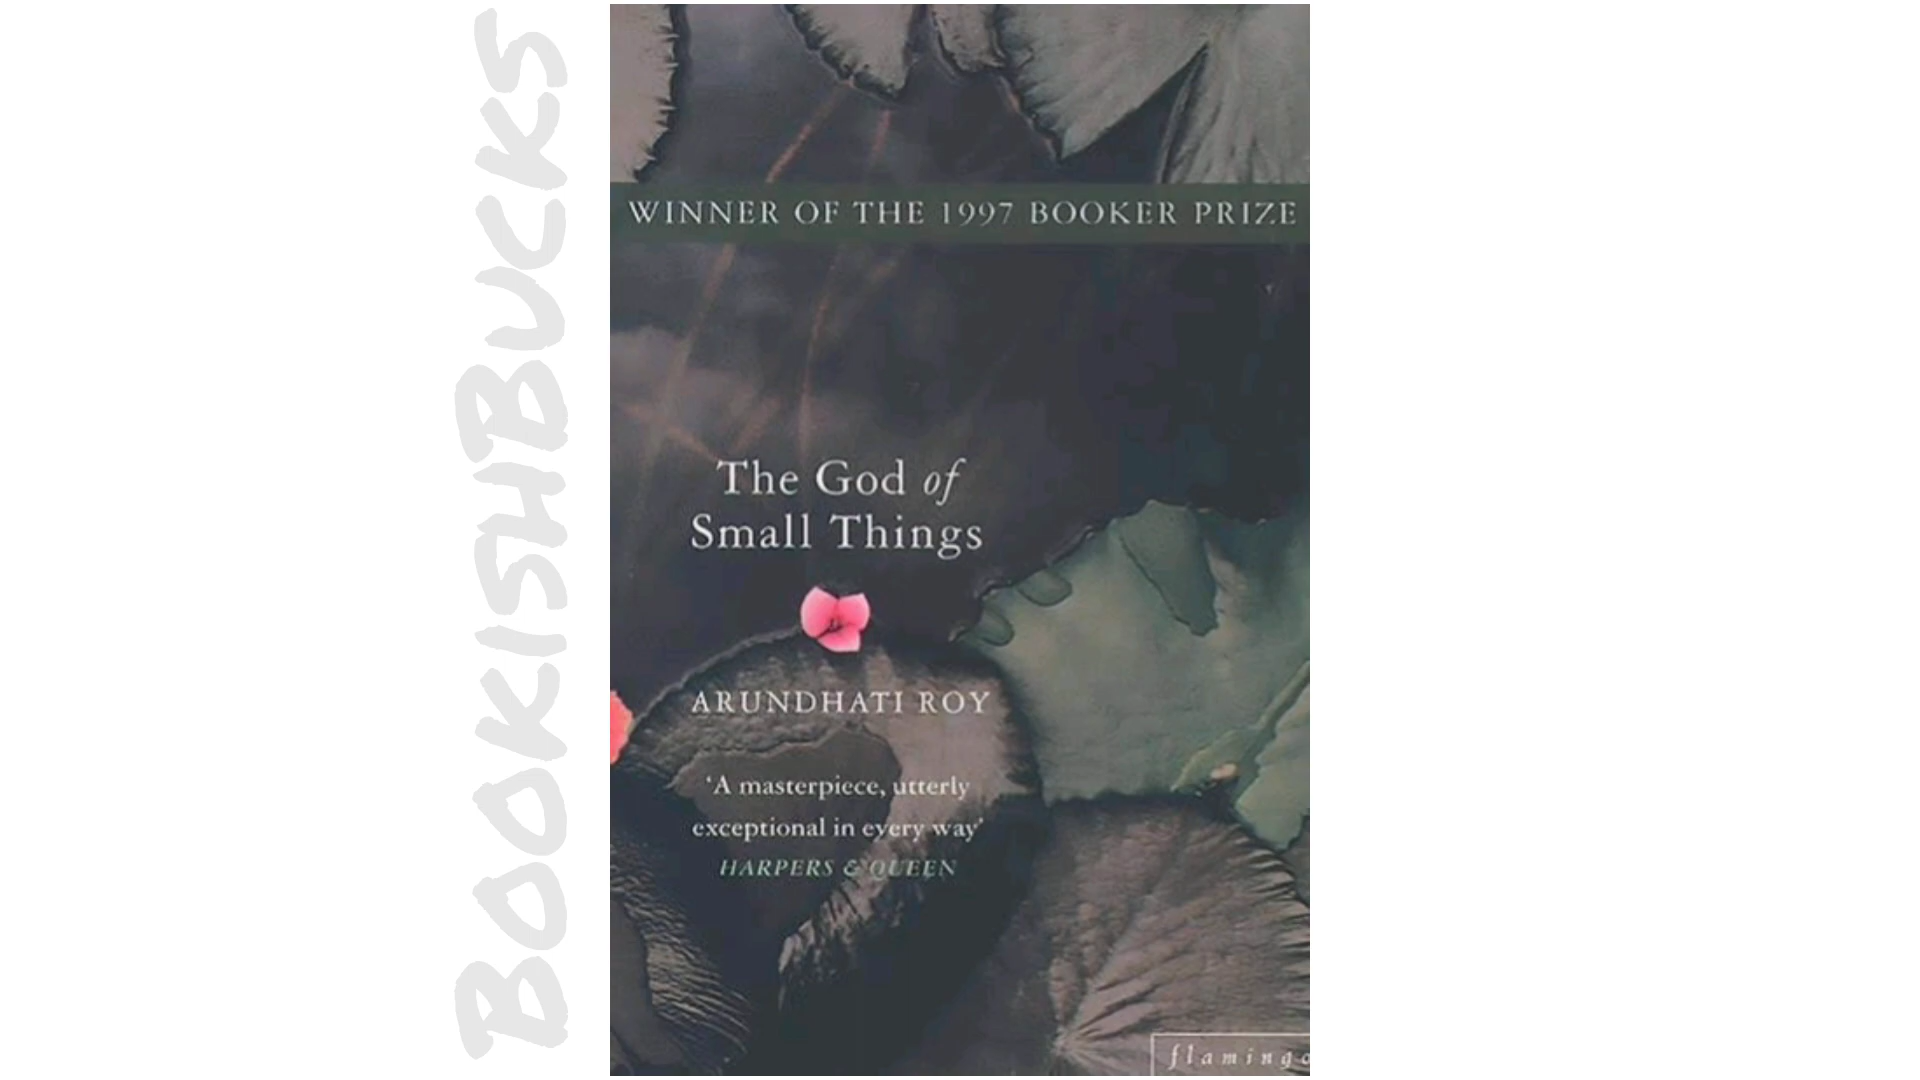 BOOKISHBUCKS
WINNER OF THE 1997 BOOKER PRIZE
The God of
Small Things
ARUNDHATI ROY
‘A masterpiece, utterly
exceptional in every way’
HARPERS & QUEEN
flamingo